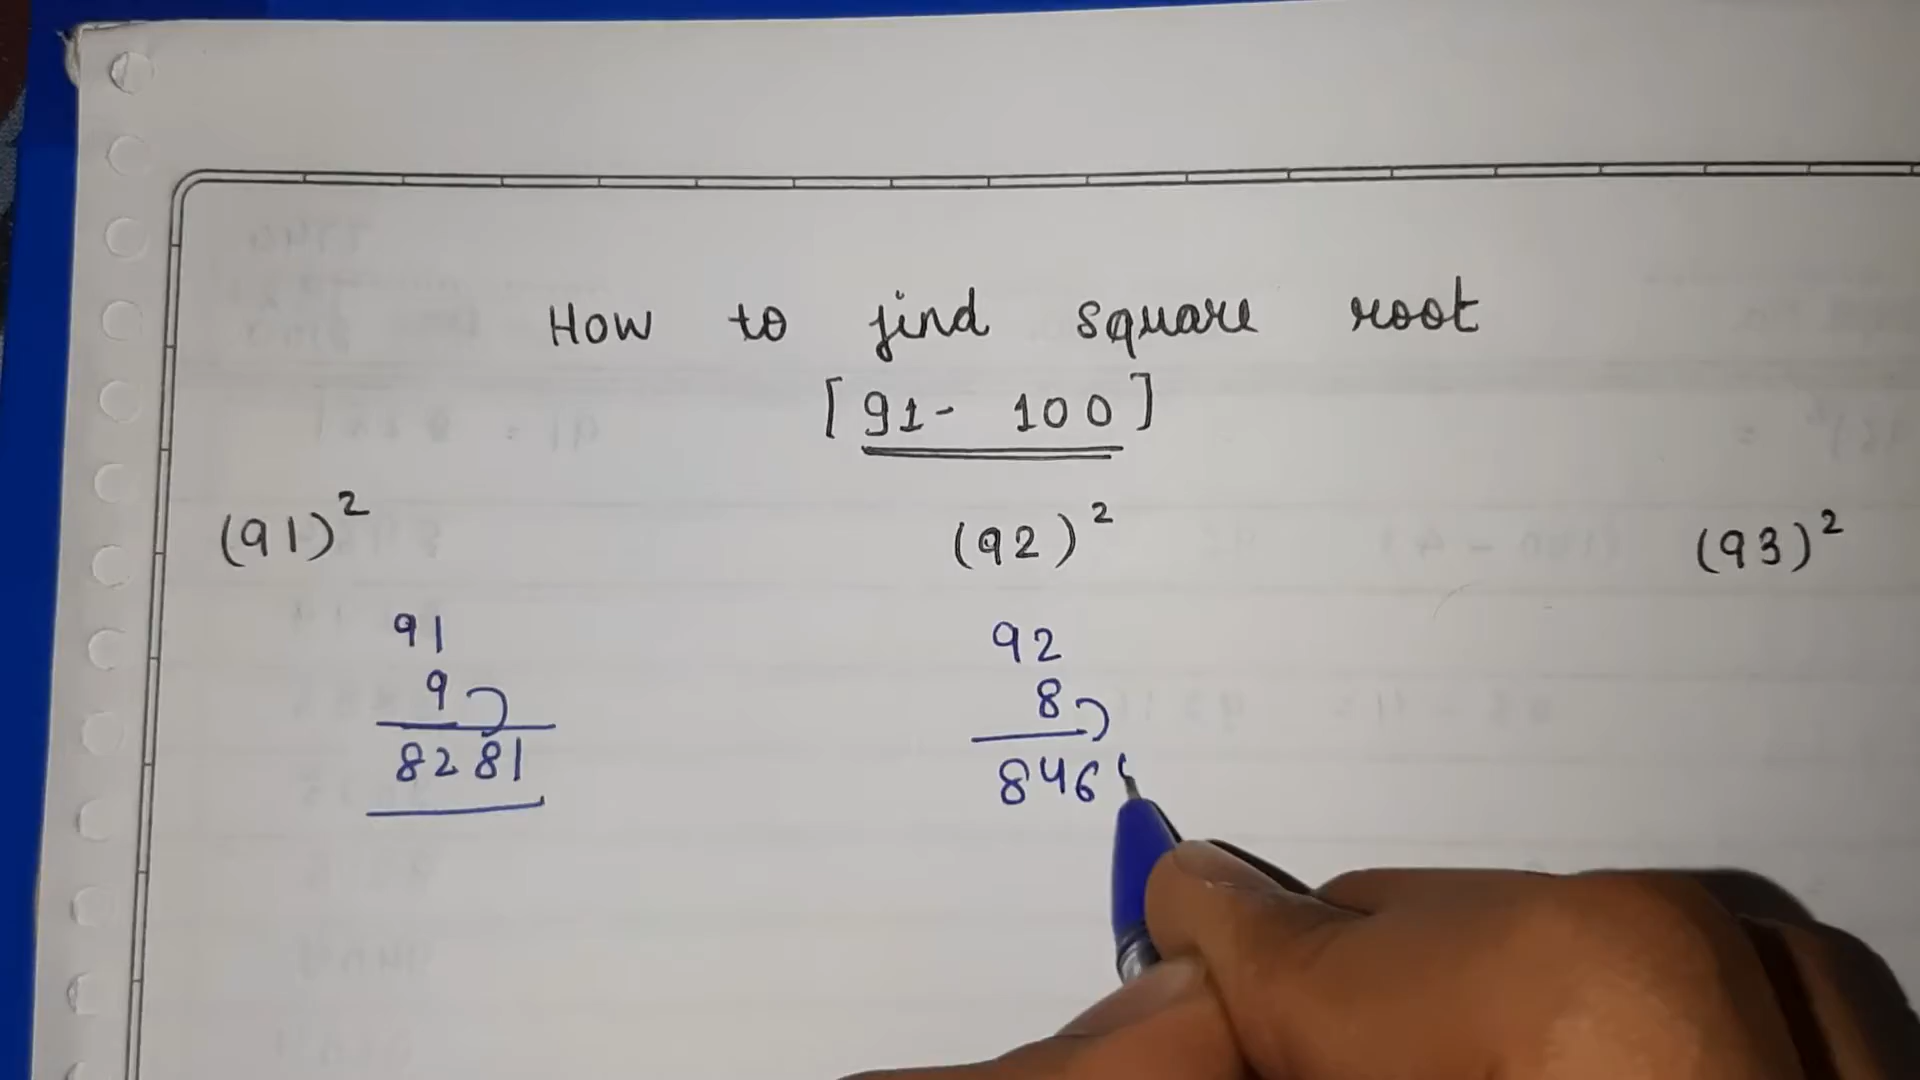 How to find square root
[91- 100]
(91)² (92)² (93)²
91 92
9 8
8281 846